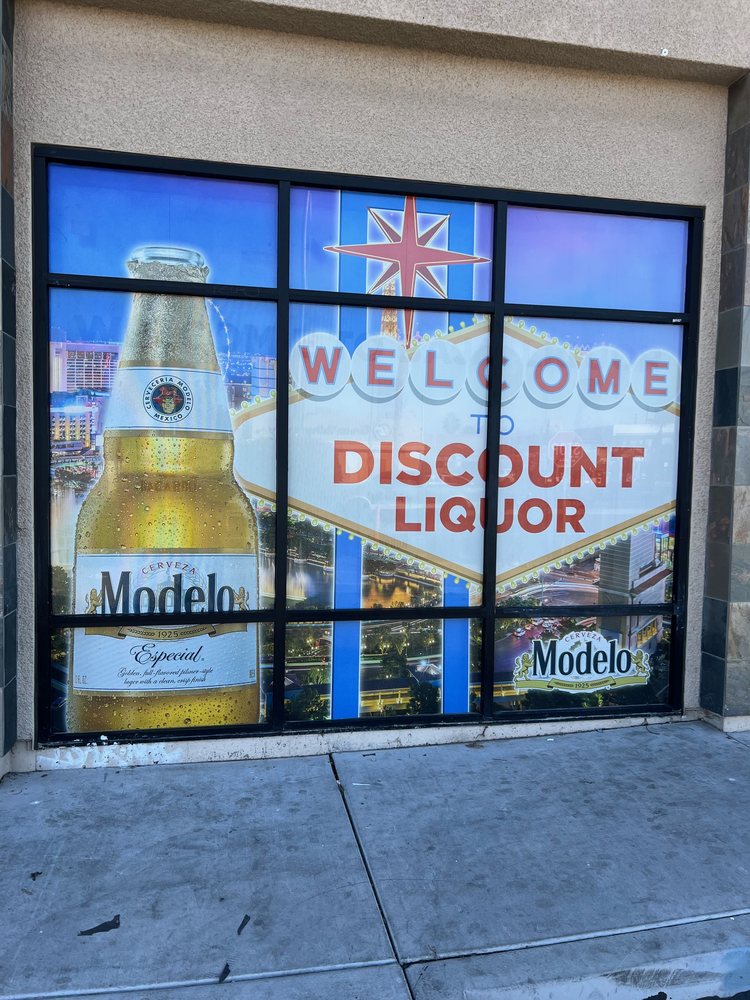 WELCOME
TO
DISCOUNT
LIQUOR
CERVECERIA MODELO
MEXICO
CERVEZA
Modelo
1925
Especial
Golden, full-flavored pilsner-style
lager with a clean, crisp finish
CERVEZA
Modelo
1925